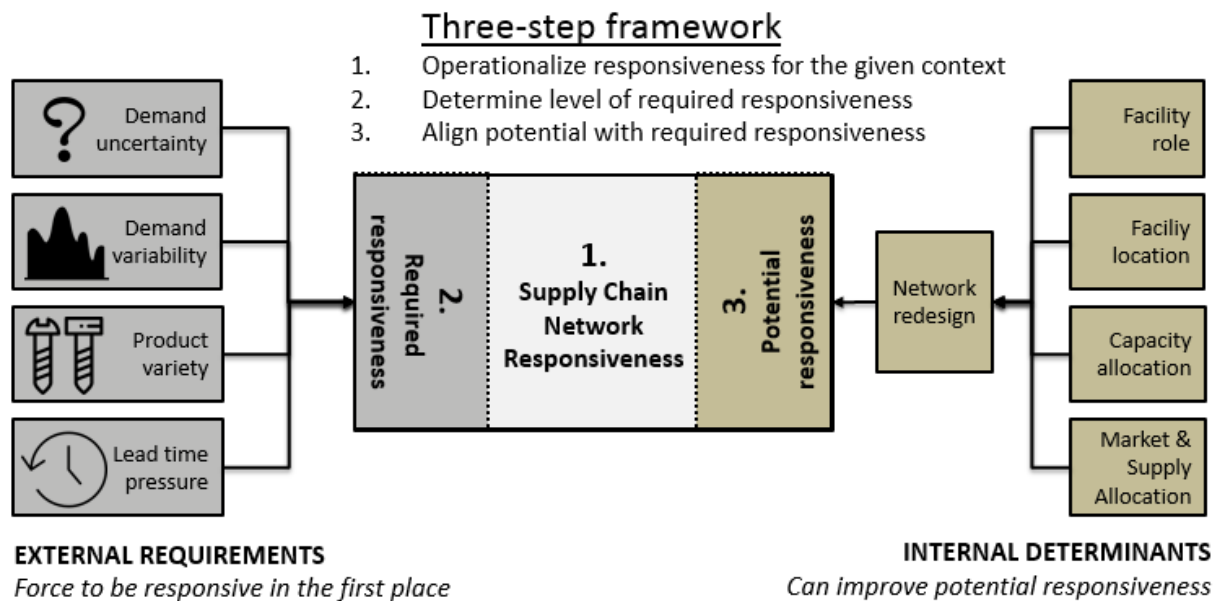 Three-step framework
1. Operationalize responsiveness for the given context
2. Determine level of required responsiveness
3. Align potential with required responsiveness
Demand
uncertainty
Demand
variability
Product
variety
Lead time
pressure
2.
Required
responsiveness
1.
Supply Chain
Network
Responsiveness
3.
Potential
responsiveness
Network
redesign
Facility
role
Faciliy
location
Capacity
allocation
Market &
Supply
Allocation
EXTERNAL REQUIREMENTS
Force to be responsive in the first place
INTERNAL DETERMINANTS
Can improve potential responsiveness